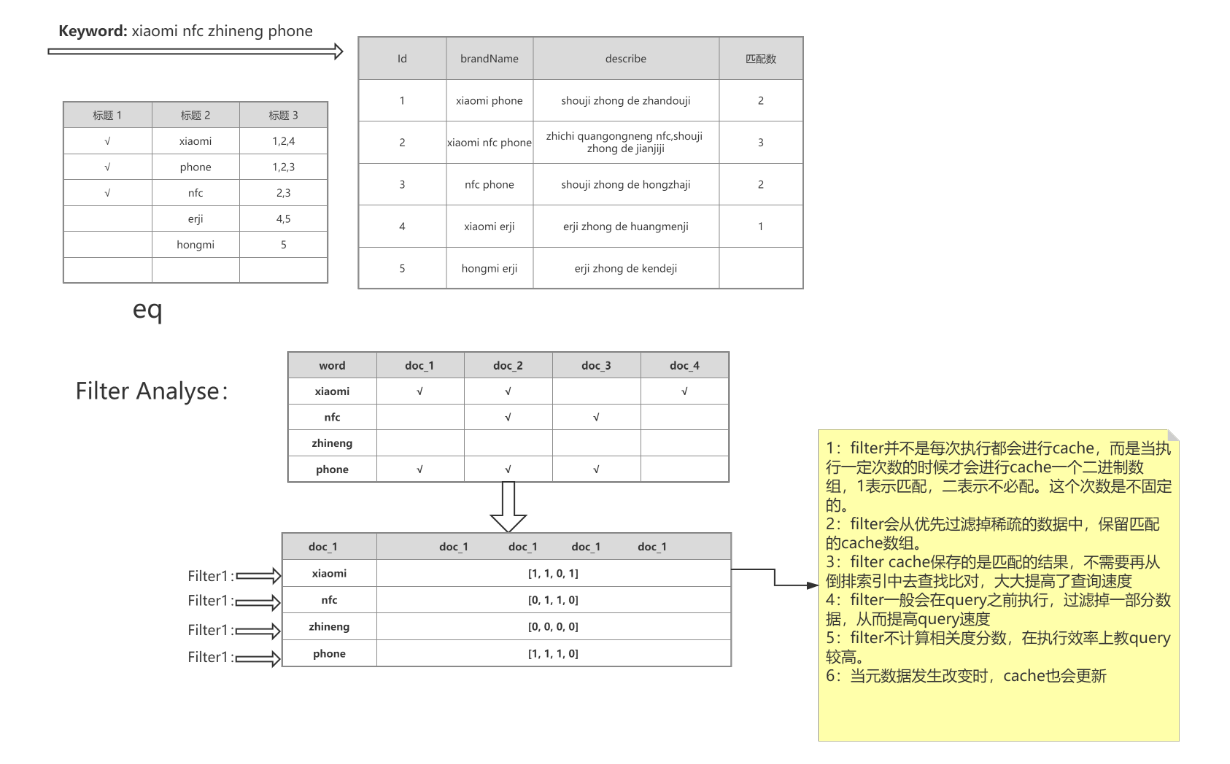 Keyword: xiaomi nfc zhineng phone
标题 1 标题 2 标题 3
√ xiaomi 1,2,4
√ phone 1,2,3
√ nfc 2,3
erji 4,5
hongmi 5
Id brandName describe 匹配数
1 xiaomi phone shouji zhong de zhandouji 2
2 xiaomi nfc phone zhichi quangongneng nfc,shouji
zhong de jianjiji 3
3 nfc phone shouji zhong de hongzhaji 2
4 xiaomi erji erji zhong de huangmenji 1
5 hongmi erji erji zhong de kendeji
eq
Filter Analyse：
word doc_1 doc_2 doc_3 doc_4
xiaomi √ √ √
nfc √ √
zhineng
phone √ √ √
doc_1 doc_1 doc_1 doc_1 doc_1
Filter1： xiaomi [1, 1, 0, 1]
Filter1： nfc [0, 1, 1, 0]
Filter1： zhineng [0, 0, 0, 0]
Filter1： phone [1, 1, 1, 0]
1：filter并不是每次执行都会进行cache，而是当执
行一定次数的时候才会进行cache一个二进制数
组，1表示匹配，二表示不必配。这个次数是不固定
的。
2：filter会从优先过滤掉稀疏的数据中，保留匹配
的cache数组。
3：filter cache保存的是匹配的结果，不需要再从
倒排索引中去查找比对，大大提高了查询速度
4：filter一般会在query之前执行，过滤掉一部分数
据，从而提高query速度
5：filter不计算相关度分数，在执行效率上教query
较高。
6：当元数据发生改变时，cache也会更新